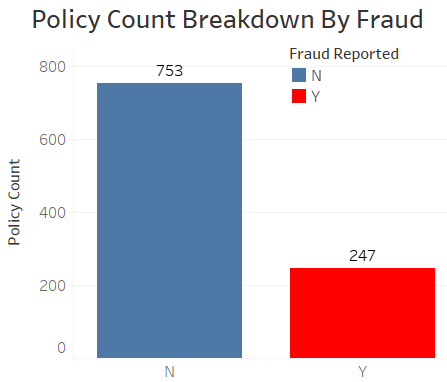 Policy Count Breakdown By Fraud
Fraud Reported
N
Y
Policy Count
800
600
400
200
0
753
247
N
Y